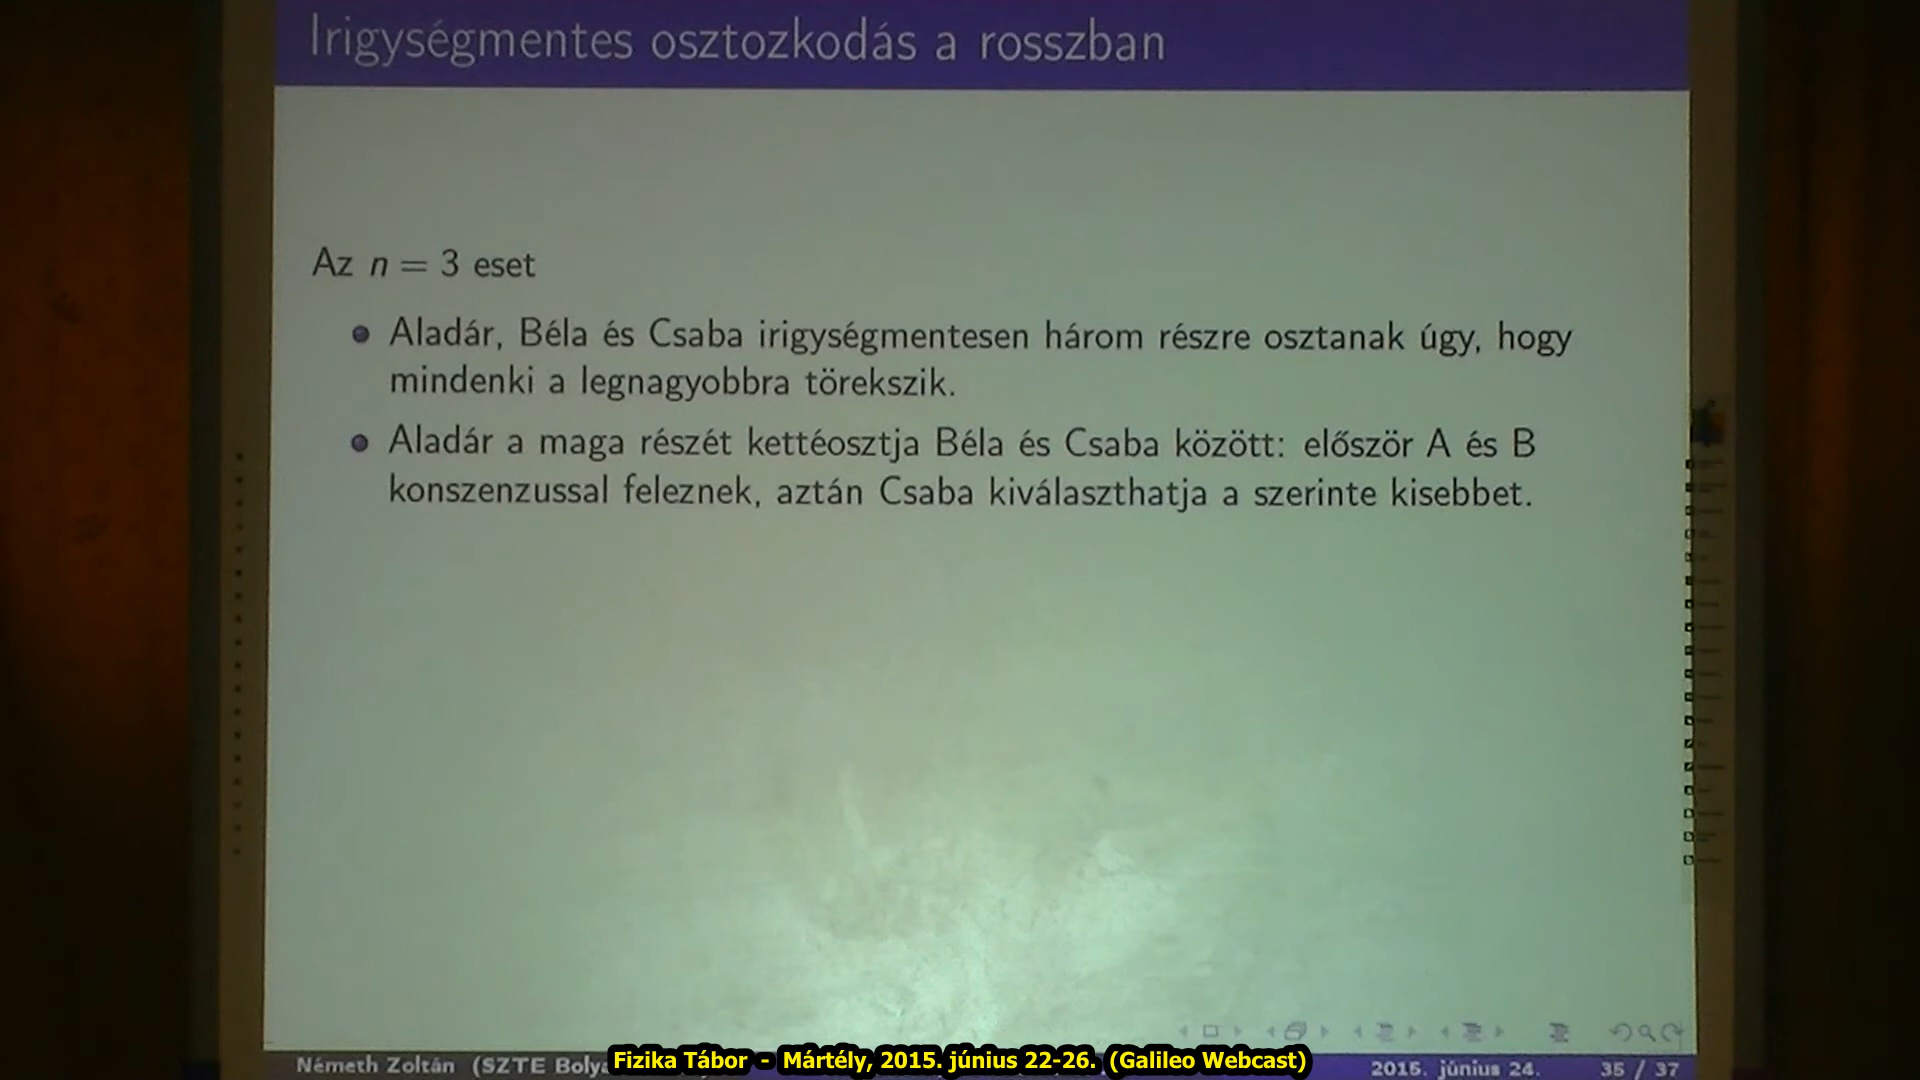 Irigységmentes osztozkodás a rosszban
Az n = 3 eset
Aladár, Béla és Csaba irigységmentesen három részre osztanak úgy, hogy
mindenki a legnagyobbra törekszik.
Aladár a maga részét kettéosztja Béla és Csaba között: először A és B
konszenzussal feleznek, aztán Csaba kiválaszthatja a szerinte kisebbet.
Németh Zoltán (SZTE
Fizika Tábor - Mártély, 2015. június 22-26. (Galileo Webcast)
2015. június 24.
35 / 37